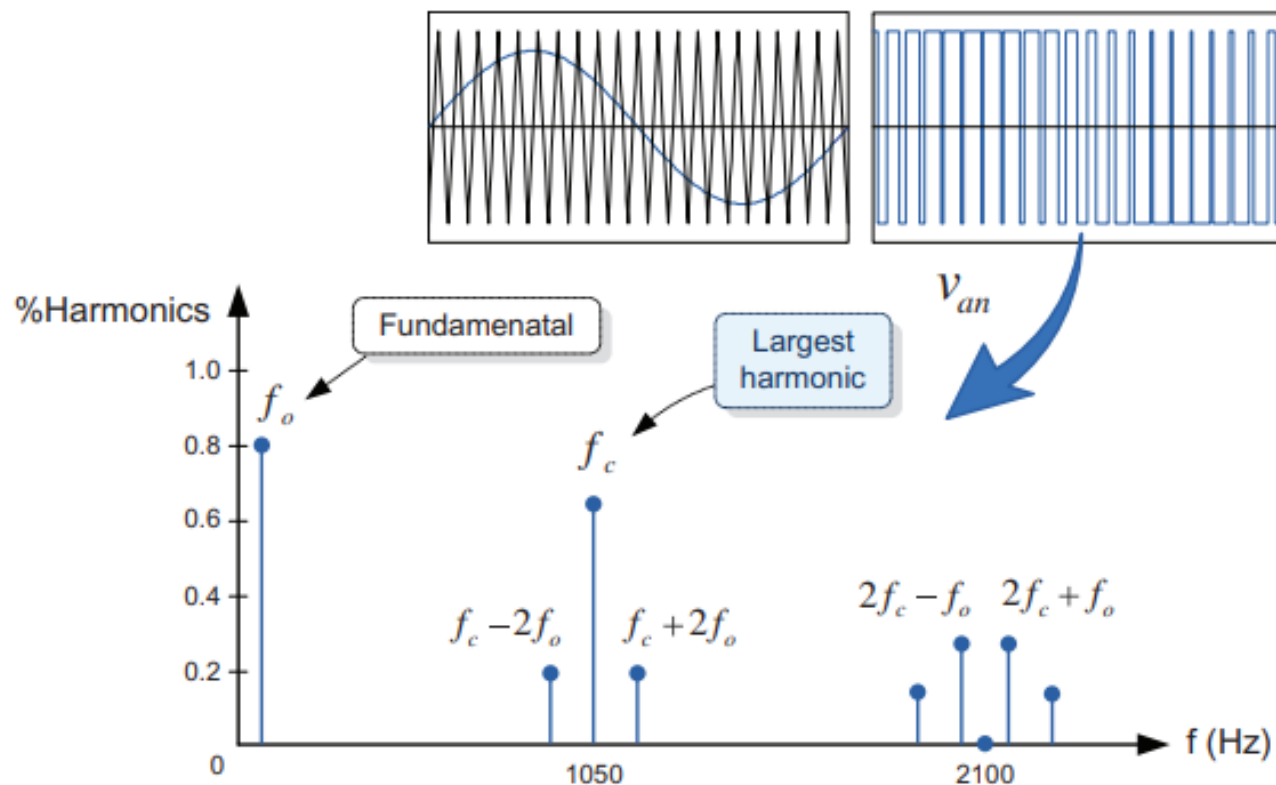 v_an
%Harmonics
Fundamenatal
Largest
harmonic
1.0
f_o
0.8
f_c
0.6
0.4
f_c − 2f_o
f_c + 2f_o
2f_c − f_o
2f_c + f_o
0.2
0
1050
2100
f (Hz)